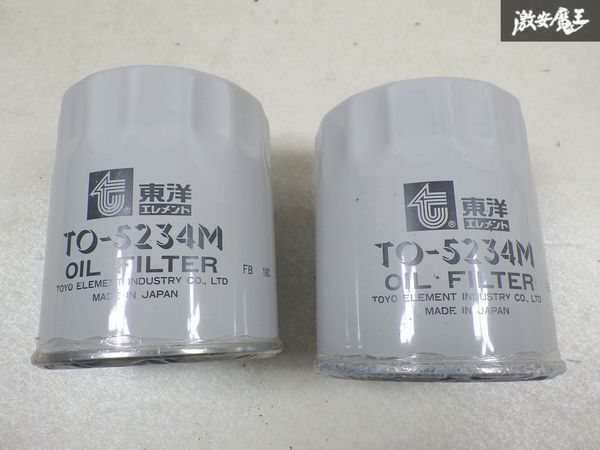 激安魔王
東洋
エレメント
TO-5234M
OIL FILTER
TOYO ELEMENT INDUSTRY CO., LTD
MADE IN JAPAN
FB 18C
東洋
エレメント
TO-5234M
OIL FILTER
TOYO ELEMENT INDUSTRY CO., LTD
MADE IN JAPAN